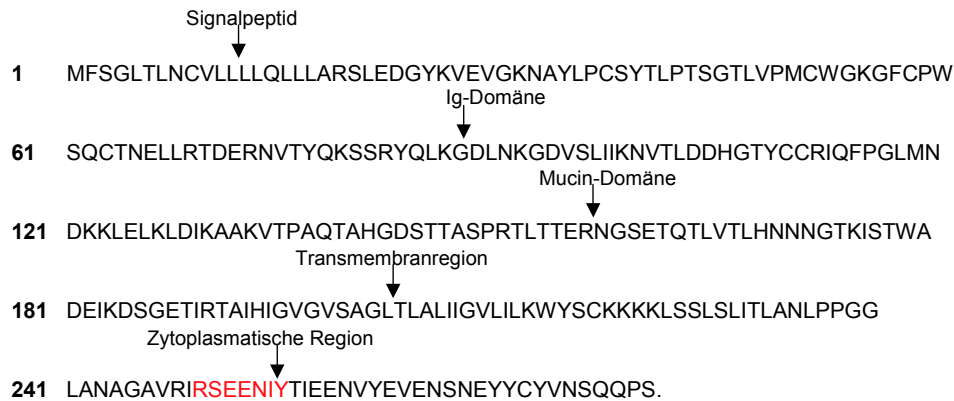 Signalpeptid
1 MFSGLTLNCVLLLLQLLLARSLEDGYKVEVGKNAYLPCSYTLPTSGTLVPMCWGKGFCPW
Ig-Domäne
61 SQCTNELLRTDERNVTYQKSSRYQLKGDLNKGDVSLIIKNVTLDDHGTYCCRIQFPGLMN
Mucin-Domäne
121 DKKLELKLDIKAAKVTPAQTAHGDSTTASPRTLTTERNGSETQTLVTLHNNNGTKISTWA
Transmembranregion
181 DEIKDSGETIRTAIHIGVGVSAGLTLALIIGVLILKWYSCKKKKLSSLSLITLANLPPGG
Zytoplasmatische Region
241 LANAGAVRIRSEENIYTIEENVYEVENSNEYYCYVNSQQPS.